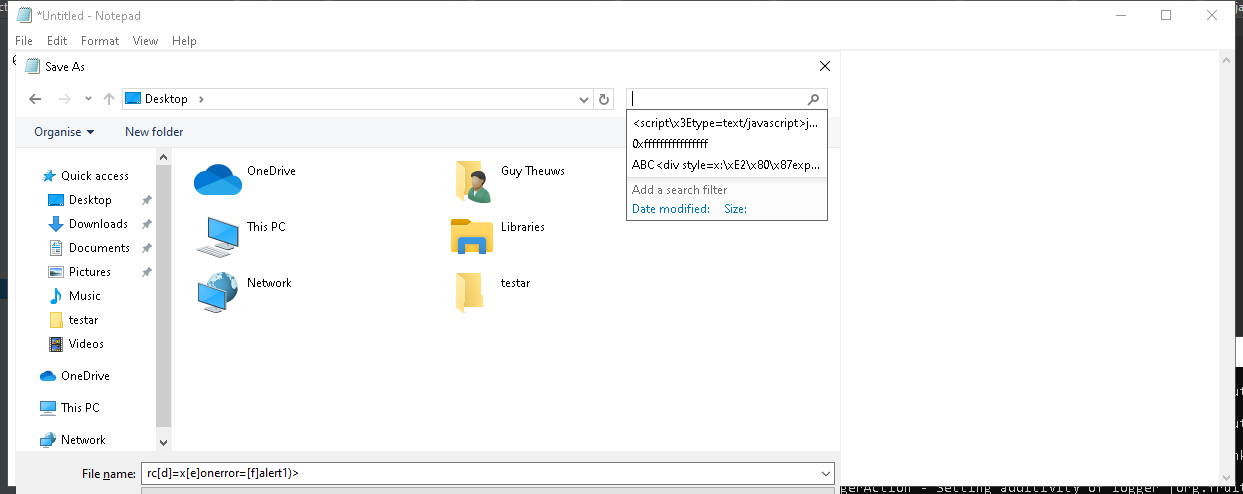 *Untitled - Notepad
File Edit Format View Help
Save As
Desktop
Organise New folder
<script\x3Etype=text/javascript>j...
0xffffffffffffffff
ABC<div style=x:\xE2\x80\x87exp...
Add a search filter
Date modified: Size:
Quick access
Desktop
Downloads
Documents
Pictures
Music
testar
Videos
OneDrive
This PC
Network
OneDrive
Guy Theuws
This PC
Libraries
Network
testar
File name: rc[d]=x[e]onerror=[f]alert1)>
gerAction - Setting additivity of logger [org.fruit